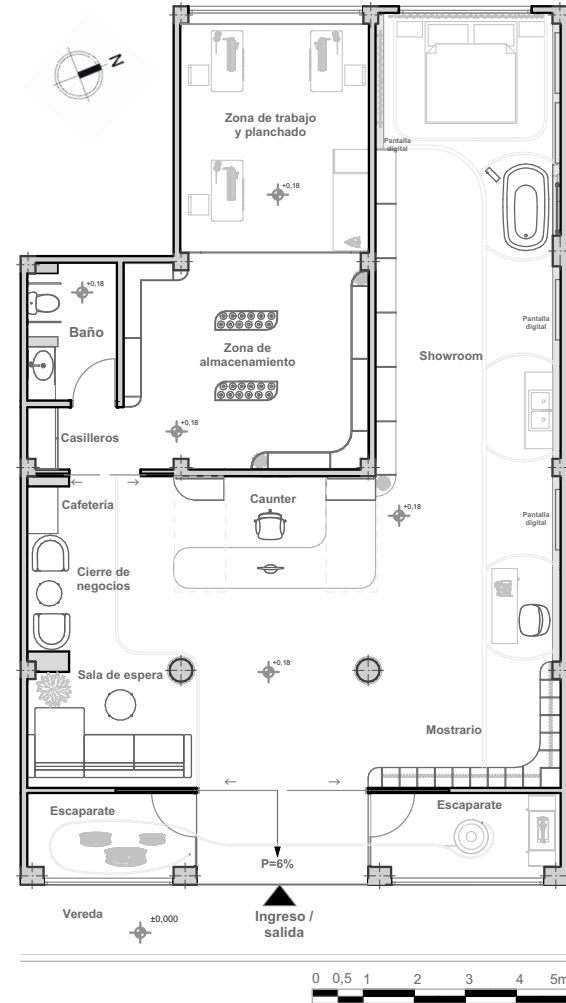 N
Zona de trabajo
y planchado
+0,18
Pantalla
digital
+0,18
Baño
Zona de
almacenamiento
Pantalla
digital
Showroom
Casilleros
+0,18
Cafetería
Caunter
+0,18
Pantalla
digital
Cierre de
negocios
Sala de espera
+0,18
Mostrario
Escaparate
Escaparate
P=6%
Vereda
±0,000
Ingreso /
salida
0 0,5 1 2 3 4 5m